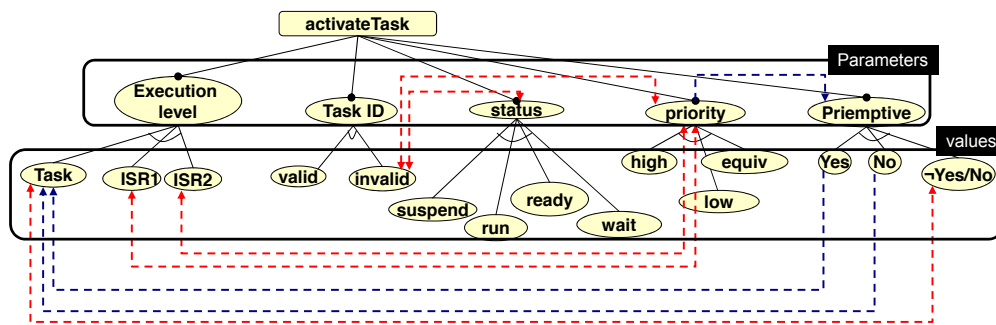 activateTask
Parameters
Execution
level
Task ID
status
priority
Priemptive
values
Task
ISR1
ISR2
valid
invalid
suspend
run
ready
wait
high
equiv
low
Yes
No
¬Yes/No